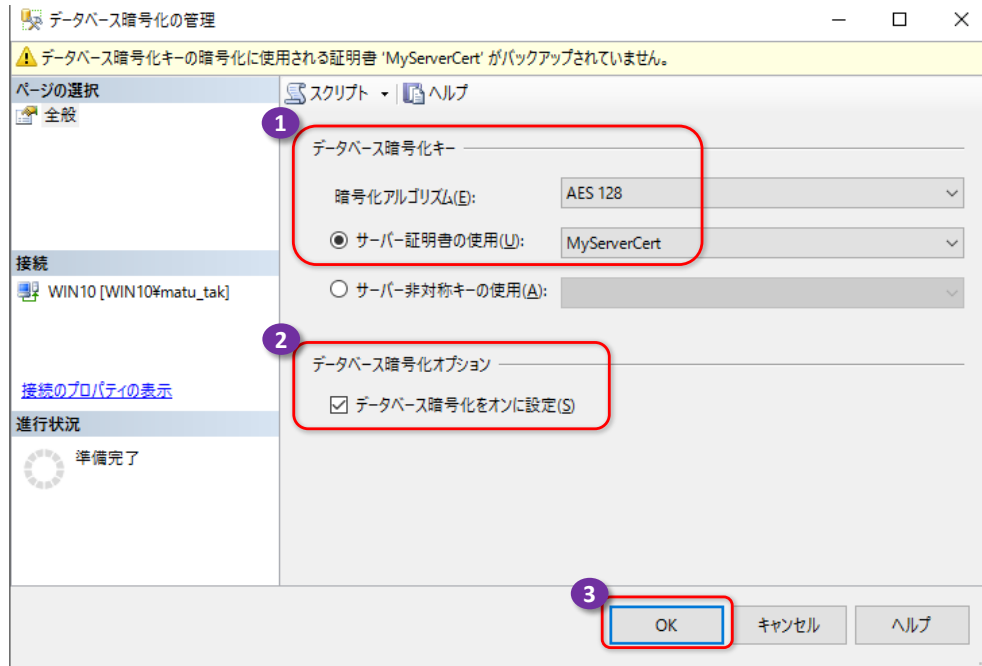 データベース暗号化の管理
データベース暗号化キーの暗号化に使用される証明書 'MyServerCert' がバックアップされていません。
ページの選択
全般
スクリプト ヘルプ
1
データベース暗号化キー
暗号化アルゴリズム(E): AES 128
サーバー証明書の使用(U): MyServerCert
サーバー非対称キーの使用(A):
接続
WIN10 [WIN10¥matu_tak]
接続のプロパティの表示
2
データベース暗号化オプション
データベース暗号化をオンに設定(S)
進行状況
準備完了
3
OK キャンセル ヘルプ